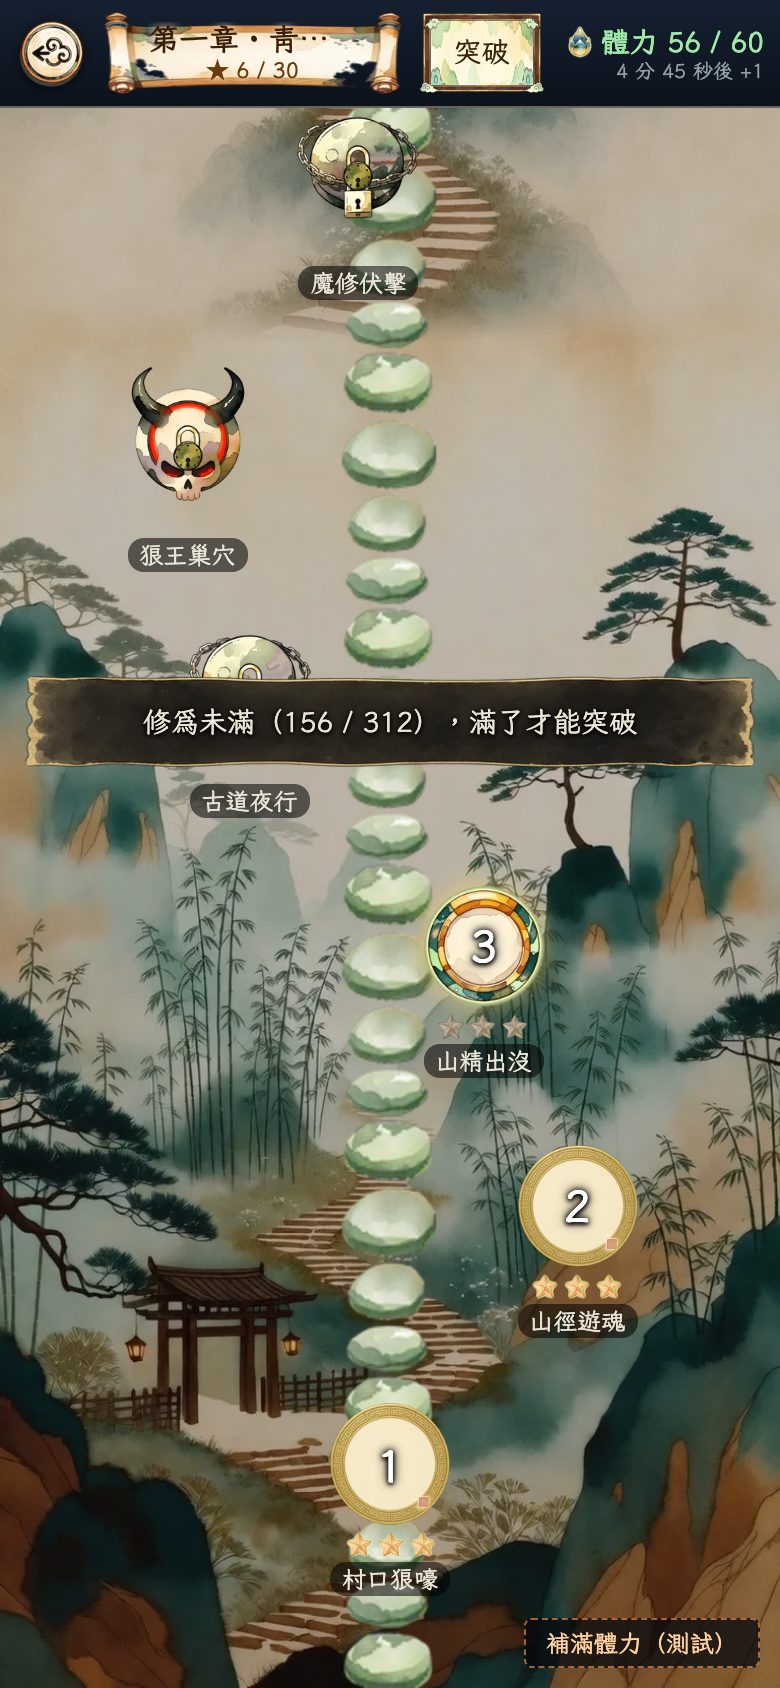 第一章・青…
★ 6 / 30
突破
體力 56 / 60
4 分 45 秒後 +1
魔修伏擊
狼王巢穴
修為未滿（156 / 312），滿了才能突破
古道夜行
3
山精出沒
2
山徑遊魂
1
村口狼嚎
補滿體力（測試）